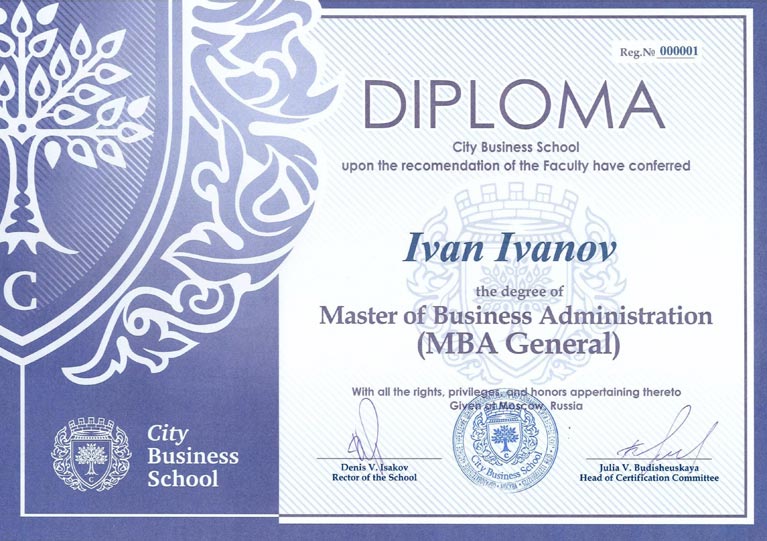 Reg.№ 000001
DIPLOMA
City Business School
upon the recomendation of the Faculty have conferred
Ivan Ivanov
the degree of
Master of Business Administration
(MBA General)
With all the rights, privileges, and honors appertaining thereto
Given at Moscow, Russia
Denis V. Isakov
Rector of the School
City Business School
Julia V. Budisheuskaya
Head of Certification Committee
C
City
Business
School
C